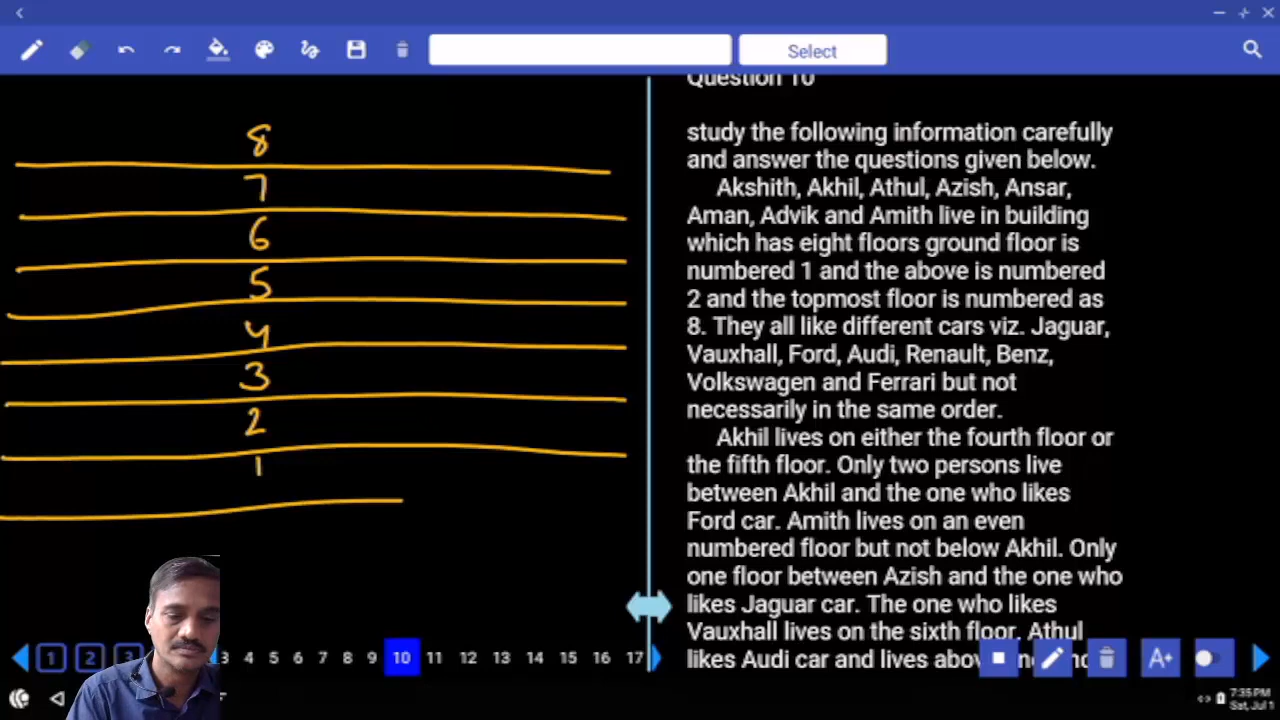 Select
Question 10
8
7
6
5
4
3
2
1
study the following information carefully
and answer the questions given below.
Akshith, Akhil, Athul, Azish, Ansar,
Aman, Advik and Amith live in building
which has eight floors ground floor is
numbered 1 and the above is numbered
2 and the topmost floor is numbered as
8. They all like different cars viz. Jaguar,
Vauxhall, Ford, Audi, Renault, Benz,
Volkswagen and Ferrari but not
necessarily in the same order.
Akhil lives on either the fourth floor or
the fifth floor. Only two persons live
between Akhil and the one who likes
Ford car. Amith lives on an even
numbered floor but not below Akhil. Only
one floor between Azish and the one who
likes Jaguar car. The one who likes
Vauxhall lives on the sixth floor. Athul
likes Audi car and lives
1 2 3 3 4 5 6 7 8 9 10 11 12 13 14 15 16 17
A+
7:35 PM
Sat, Jul 1